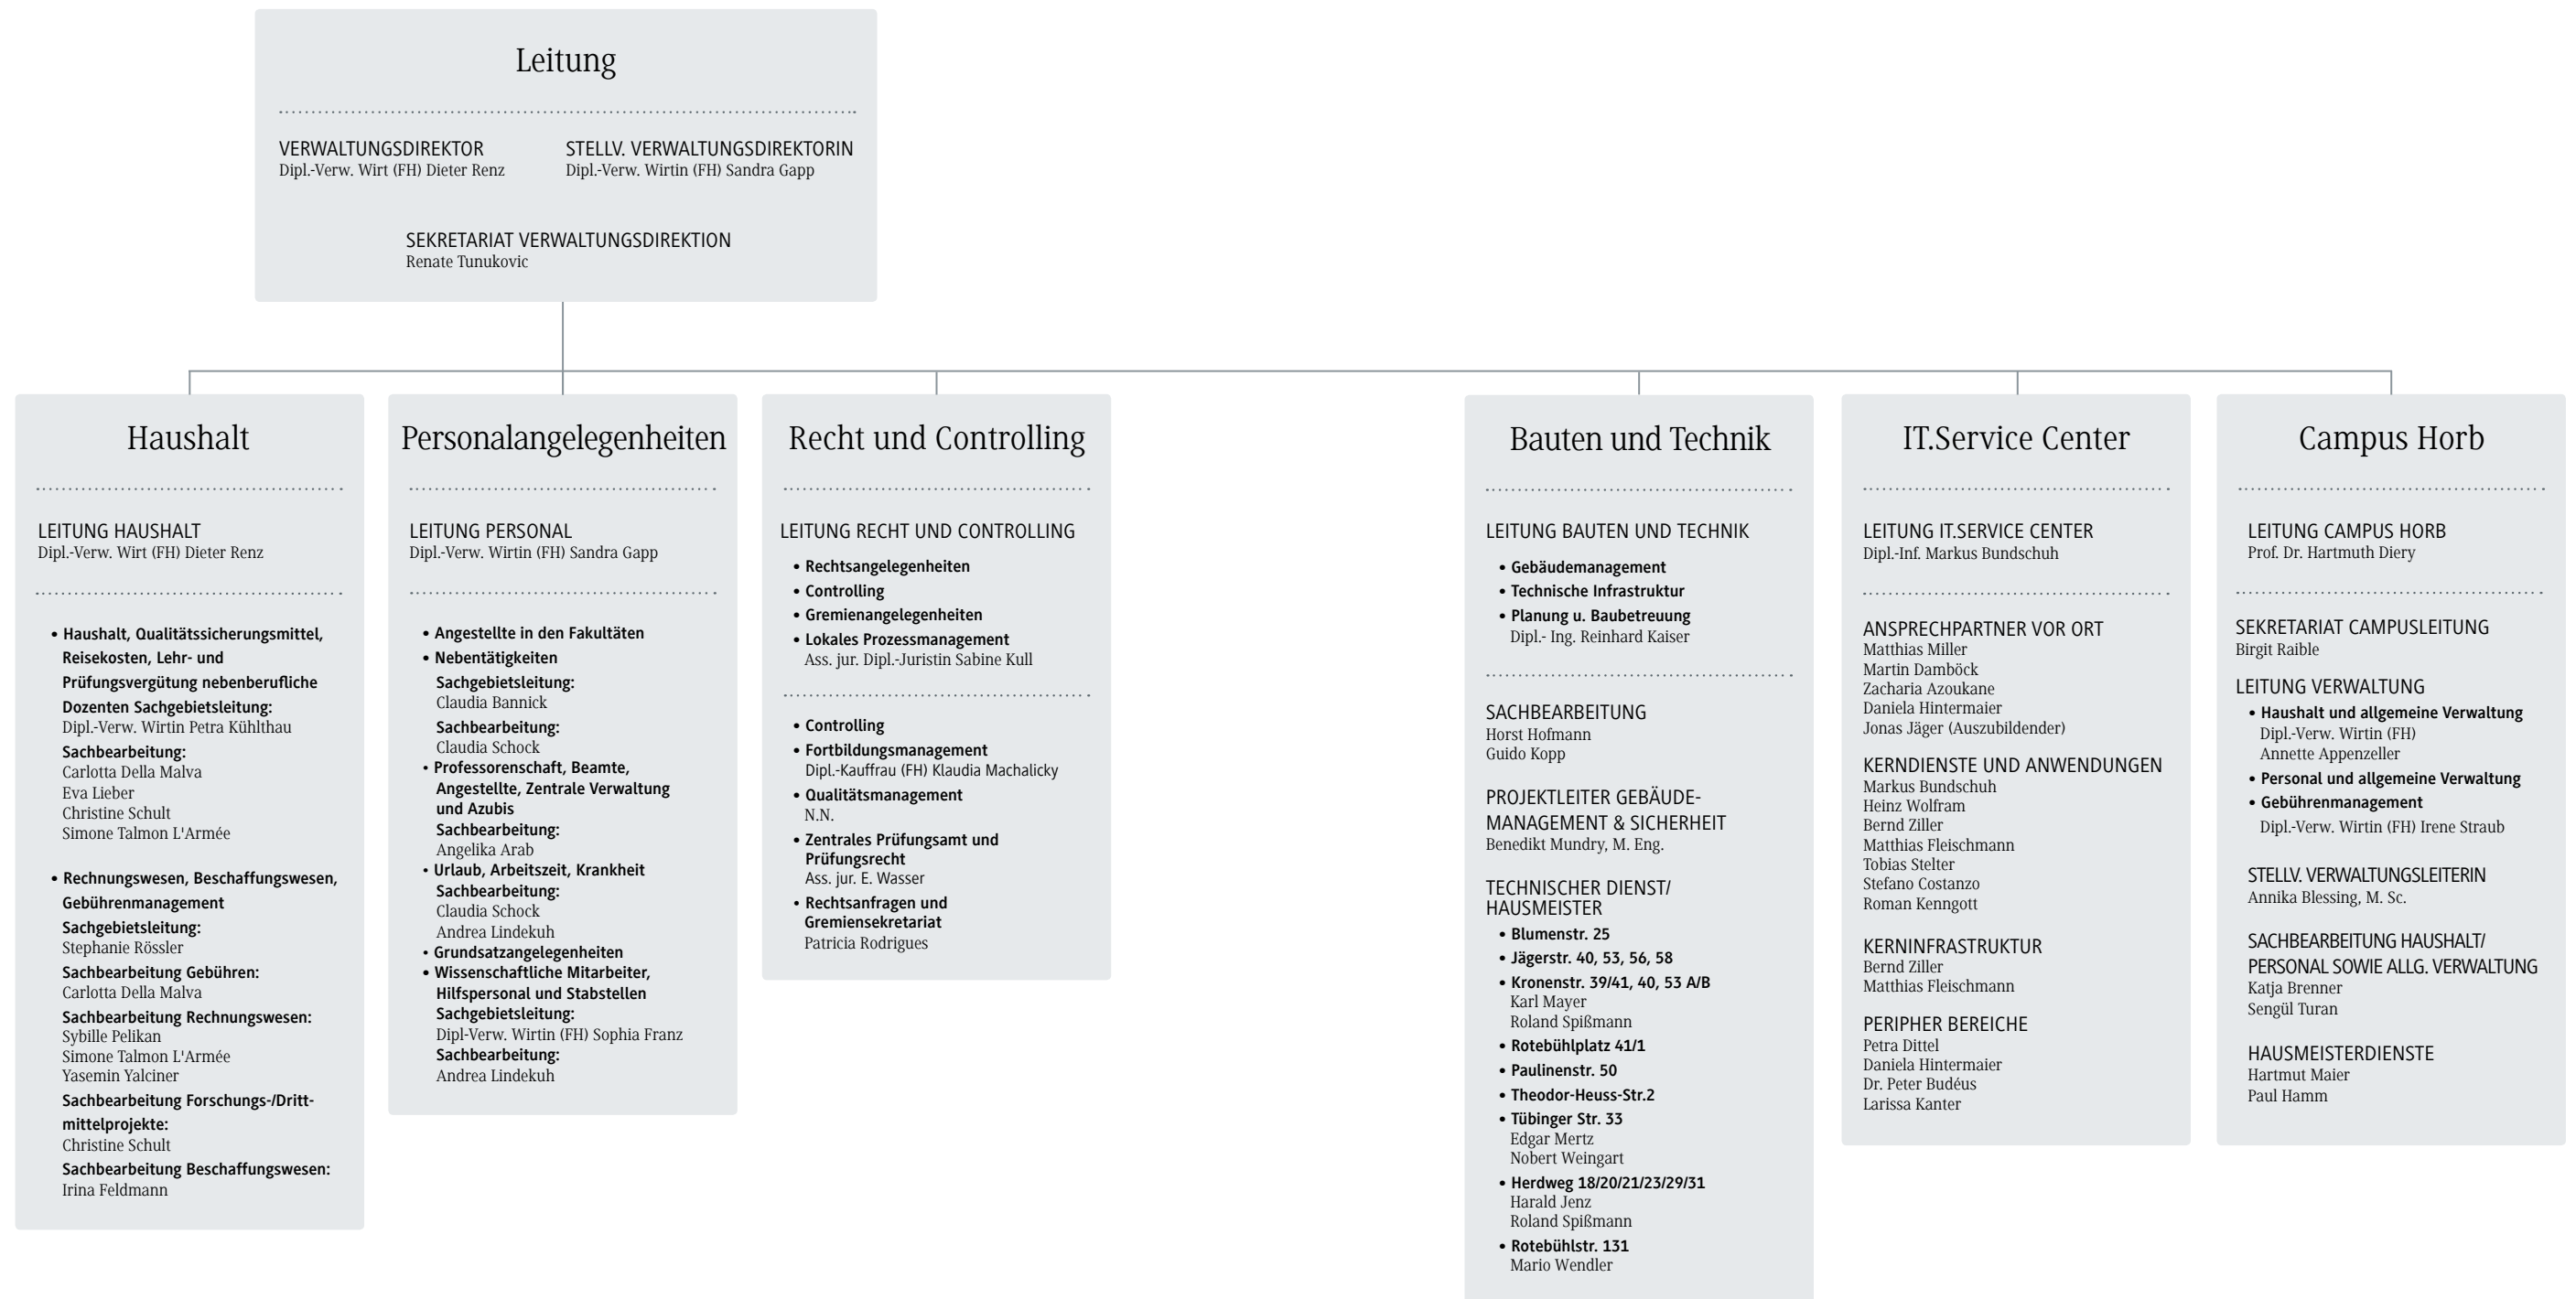 Leitung
VERWALTUNGSDIREKTOR
Dipl.-Verw. Wirt (FH) Dieter Renz
STELLV. VERWALTUNGSDIREKTORIN
Dipl.-Verw. Wirtin (FH) Sandra Gapp
SEKRETARIAT VERWALTUNGSDIREKTION
Renate Tunukovic
Haushalt
LEITUNG HAUSHALT
Dipl.-Verw. Wirt (FH) Dieter Renz
• Haushalt, Qualitätssicherungsmittel,
Reisekosten, Lehr- und
Prüfungsvergütung nebenberufliche
Dozenten Sachgebietsleitung:
Dipl.-Verw. Wirtin Petra Kühlthau
Sachbearbeitung:
Carlotta Della Malva
Eva Lieber
Christine Schult
Simone Talmon L'Armée
• Rechnungswesen, Beschaffungswesen,
Gebührenmanagement
Sachgebietsleitung:
Stephanie Rössler
Sachbearbeitung Gebühren:
Carlotta Della Malva
Sachbearbeitung Rechnungswesen:
Sybille Pelikan
Simone Talmon L'Armée
Yasemin Yalciner
Sachbearbeitung Forschungs-/Dritt-
mittelprojekte:
Christine Schult
Sachbearbeitung Beschaffungswesen:
Irina Feldmann
Personalangelegenheiten
LEITUNG PERSONAL
Dipl.-Verw. Wirtin (FH) Sandra Gapp
• Angestellte in den Fakultäten
• Nebentätigkeiten
Sachgebietsleitung:
Claudia Bannick
Sachbearbeitung:
Claudia Schock
• Professorenschaft, Beamte,
Angestellte, Zentrale Verwaltung
und Azubis
Sachbearbeitung:
Angelika Arab
• Urlaub, Arbeitszeit, Krankheit
Sachbearbeitung:
Claudia Schock
Andrea Lindekuh
• Grundsatzangelegenheiten
• Wissenschaftliche Mitarbeiter,
Hilfspersonal und Stabstellen
Sachgebietsleitung:
Dipl-Verw. Wirtin (FH) Sophia Franz
Sachbearbeitung:
Andrea Lindekuh
Recht und Controlling
LEITUNG RECHT UND CONTROLLING
• Rechtsangelegenheiten
• Controlling
• Gremienangelegenheiten
• Lokales Prozessmanagement
Ass. jur. Dipl.-Juristin Sabine Kull
• Controlling
• Fortbildungsmanagement
Dipl.-Kauffrau (FH) Klaudia Machalicky
• Qualitätsmanagement
N.N.
• Zentrales Prüfungsamt und
Prüfungsrecht
Ass. jur. E. Wasser
• Rechtsanfragen und
Gremiensekretariat
Patricia Rodrigues
Bauten und Technik
LEITUNG BAUTEN UND TECHNIK
• Gebäudemanagement
• Technische Infrastruktur
• Planung u. Baubetreuung
Dipl.- Ing. Reinhard Kaiser
SACHBEARBEITUNG
Horst Hofmann
Guido Kopp
PROJEKTLEITER GEBÄUDE-
MANAGEMENT & SICHERHEIT
Benedikt Mundry, M. Eng.
TECHNISCHER DIENST/
HAUSMEISTER
• Blumenstr. 25
• Jägerstr. 40, 53, 56, 58
• Kronenstr. 39/41, 40, 53 A/B
Karl Mayer
Roland Spißmann
• Rotebühlplatz 41/1
• Paulinenstr. 50
• Theodor-Heuss-Str.2
• Tübinger Str. 33
Edgar Mertz
Nobert Weingart
• Herdweg 18/20/21/23/29/31
Harald Jenz
Roland Spißmann
• Rotebühlstr. 131
Mario Wendler
IT.Service Center
LEITUNG IT.SERVICE CENTER
Dipl.-Inf. Markus Bundschuh
ANSPRECHPARTNER VOR ORT
Matthias Miller
Martin Damböck
Zacharia Azoukane
Daniela Hintermaier
Jonas Jäger (Auszubildender)
KERNDIENSTE UND ANWENDUNGEN
Markus Bundschuh
Heinz Wolfram
Bernd Ziller
Matthias Fleischmann
Tobias Stelter
Stefano Costanzo
Roman Kenngott
KERNINFRASTRUKTUR
Bernd Ziller
Matthias Fleischmann
PERIPHER BEREICHE
Petra Dittel
Daniela Hintermaier
Dr. Peter Budéus
Larissa Kanter
Campus Horb
LEITUNG CAMPUS HORB
Prof. Dr. Hartmuth Diery
SEKRETARIAT CAMPUSLEITUNG
Birgit Raible
LEITUNG VERWALTUNG
• Haushalt und allgemeine Verwaltung
Dipl.-Verw. Wirtin (FH)
Annette Appenzeller
• Personal und allgemeine Verwaltung
• Gebührenmanagement
Dipl.-Verw. Wirtin (FH) Irene Straub
STELLV. VERWALTUNGSLEITERIN
Annika Blessing, M. Sc.
SACHBEARBEITUNG HAUSHALT/
PERSONAL SOWIE ALLG. VERWALTUNG
Katja Brenner
Sengül Turan
HAUSMEISTERDIENSTE
Hartmut Maier
Paul Hamm